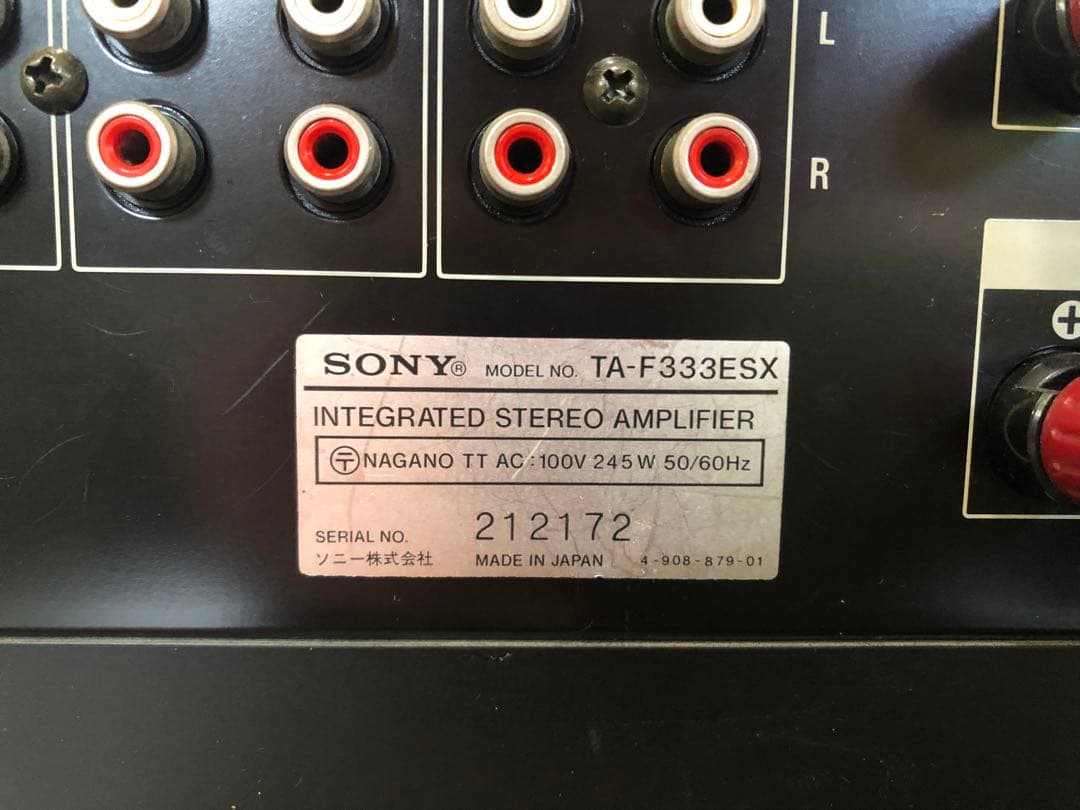 L
R
SONY® MODEL NO. TA-F333ESX
INTEGRATED STEREO AMPLIFIER
〒 NAGANO TT AC : 100V 245W 50/60Hz
SERIAL NO. 212172
ソニー株式会社 MADE IN JAPAN 4-908-879-01
+